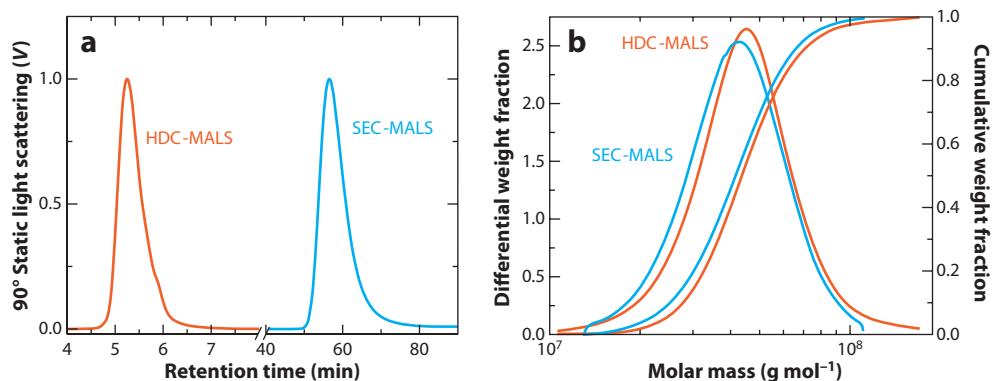 a
90° Static light scattering (V)
1.0
0.5
0.0
HDC-MALS
SEC-MALS
4 5 6 7 40 60 80
Retention time (min)
b
Differential weight fraction
2.5
2.0
1.5
1.0
0.5
0.0
HDC-MALS
SEC-MALS
1.0
0.8
0.6
0.4
0.2
0.0
Cumulative weight fraction
10⁷ 10⁸
Molar mass (g mol⁻¹)